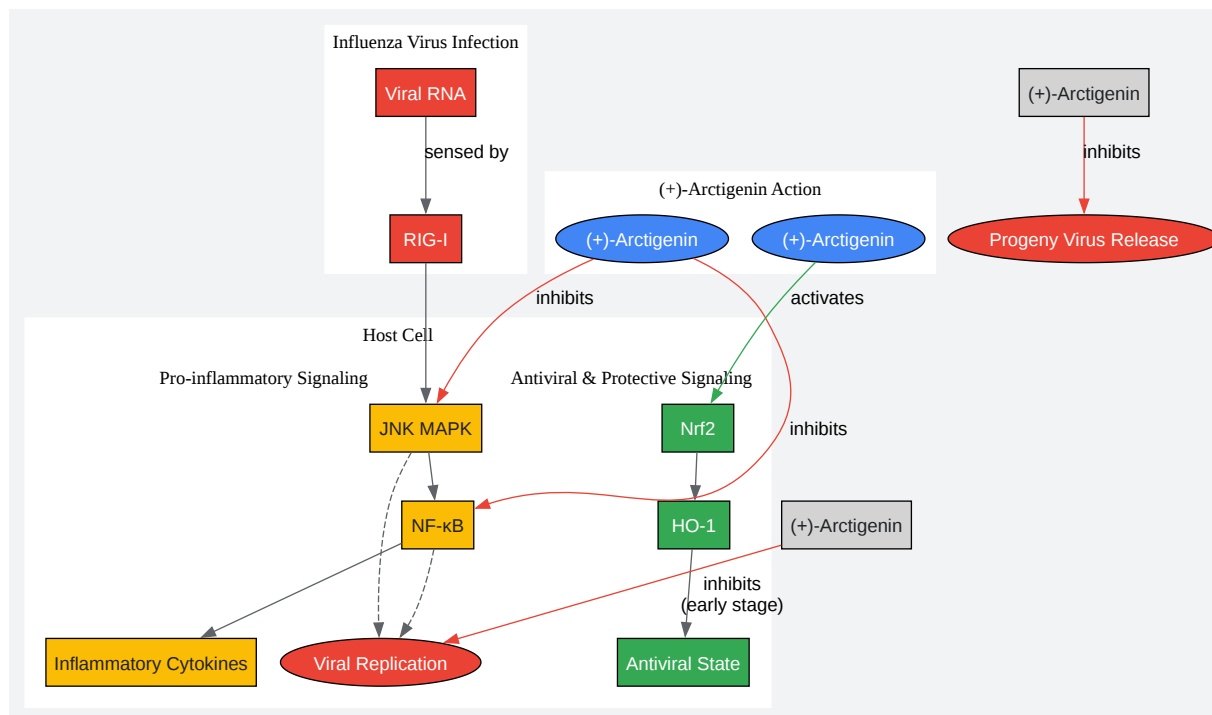 Influenza Virus Infection
Viral RNA
(+)-Arctigenin
sensed by
inhibits
(+)-Arctigenin Action
RIG-I
(+)-Arctigenin
(+)-Arctigenin
Progeny Virus Release
inhibits
activates
Host Cell
Pro-inflammatory Signaling
Antiviral & Protective Signaling
JNK MAPK
Nrf2
inhibits
NF-κB
HO-1
(+)-Arctigenin
inhibits
(early stage)
Inflammatory Cytokines
Viral Replication
Antiviral State